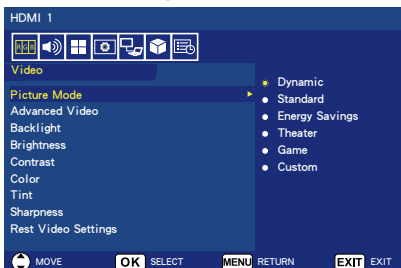 HDMI 1
RGB
Video
Picture Mode
Advanced Video
Backlight
Brightness
Contrast
Color
Tint
Sharpness
Rest Video Settings
Dynamic
Standard
Energy Savings
Theater
Game
Custom
MOVE OK SELECT MENU RETURN EXIT EXIT